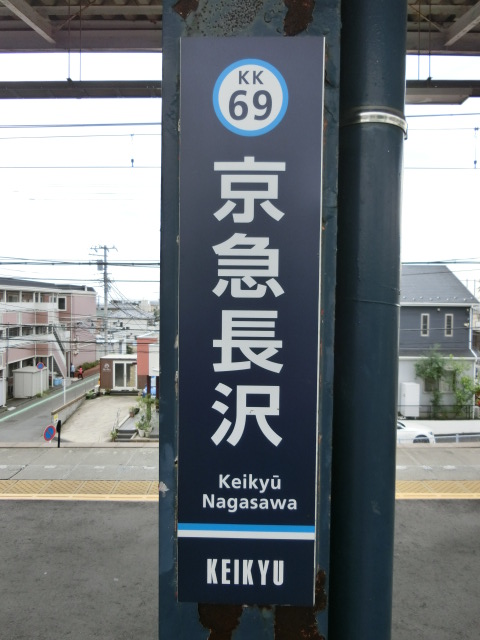 KK
69
京急長沢
Keikyū
Nagasawa
KEIKYU